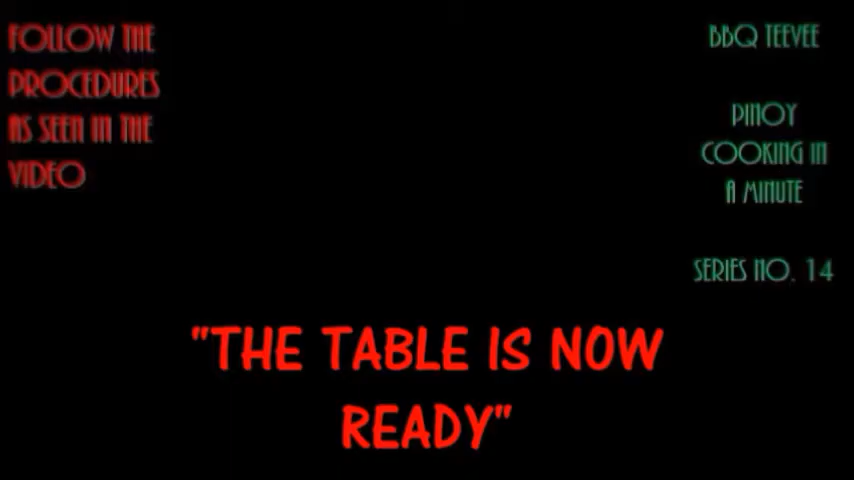 FOLLOW THE
PROCEDURES
AS SEEN IN THE
VIDEO
BBQ TEEVEE
PINOY
COOKING IN
A MINUTE
SERIES NO. 14
"THE TABLE IS NOW
READY"